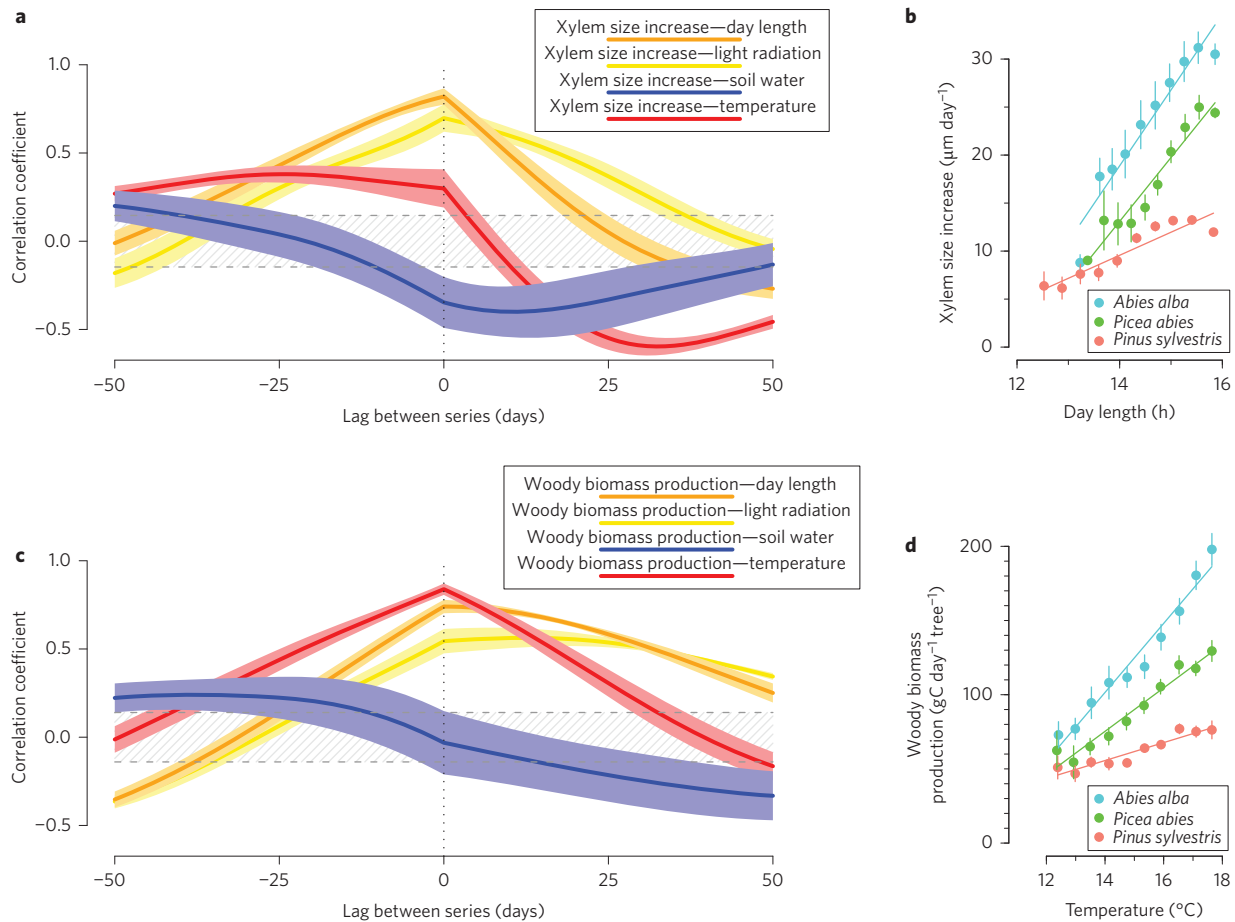 a
Xylem size increase—day length
Xylem size increase—light radiation
Xylem size increase—soil water
Xylem size increase—temperature
Correlation coefficient
1.0
0.5
0.0
−0.5
−50
−25
0
25
50
Lag between series (days)
b
Xylem size increase (μm day−1)
30
20
10
0
Abies alba
Picea abies
Pinus sylvestris
12
14
16
Day length (h)
c
Woody biomass production—day length
Woody biomass production—light radiation
Woody biomass production—soil water
Woody biomass production—temperature
Correlation coefficient
1.0
0.5
0.0
−0.5
−50
−25
0
25
50
Lag between series (days)
d
Woody biomass
production (gC day−1 tree−1)
200
100
0
Abies alba
Picea abies
Pinus sylvestris
12
14
16
18
Temperature (°C)